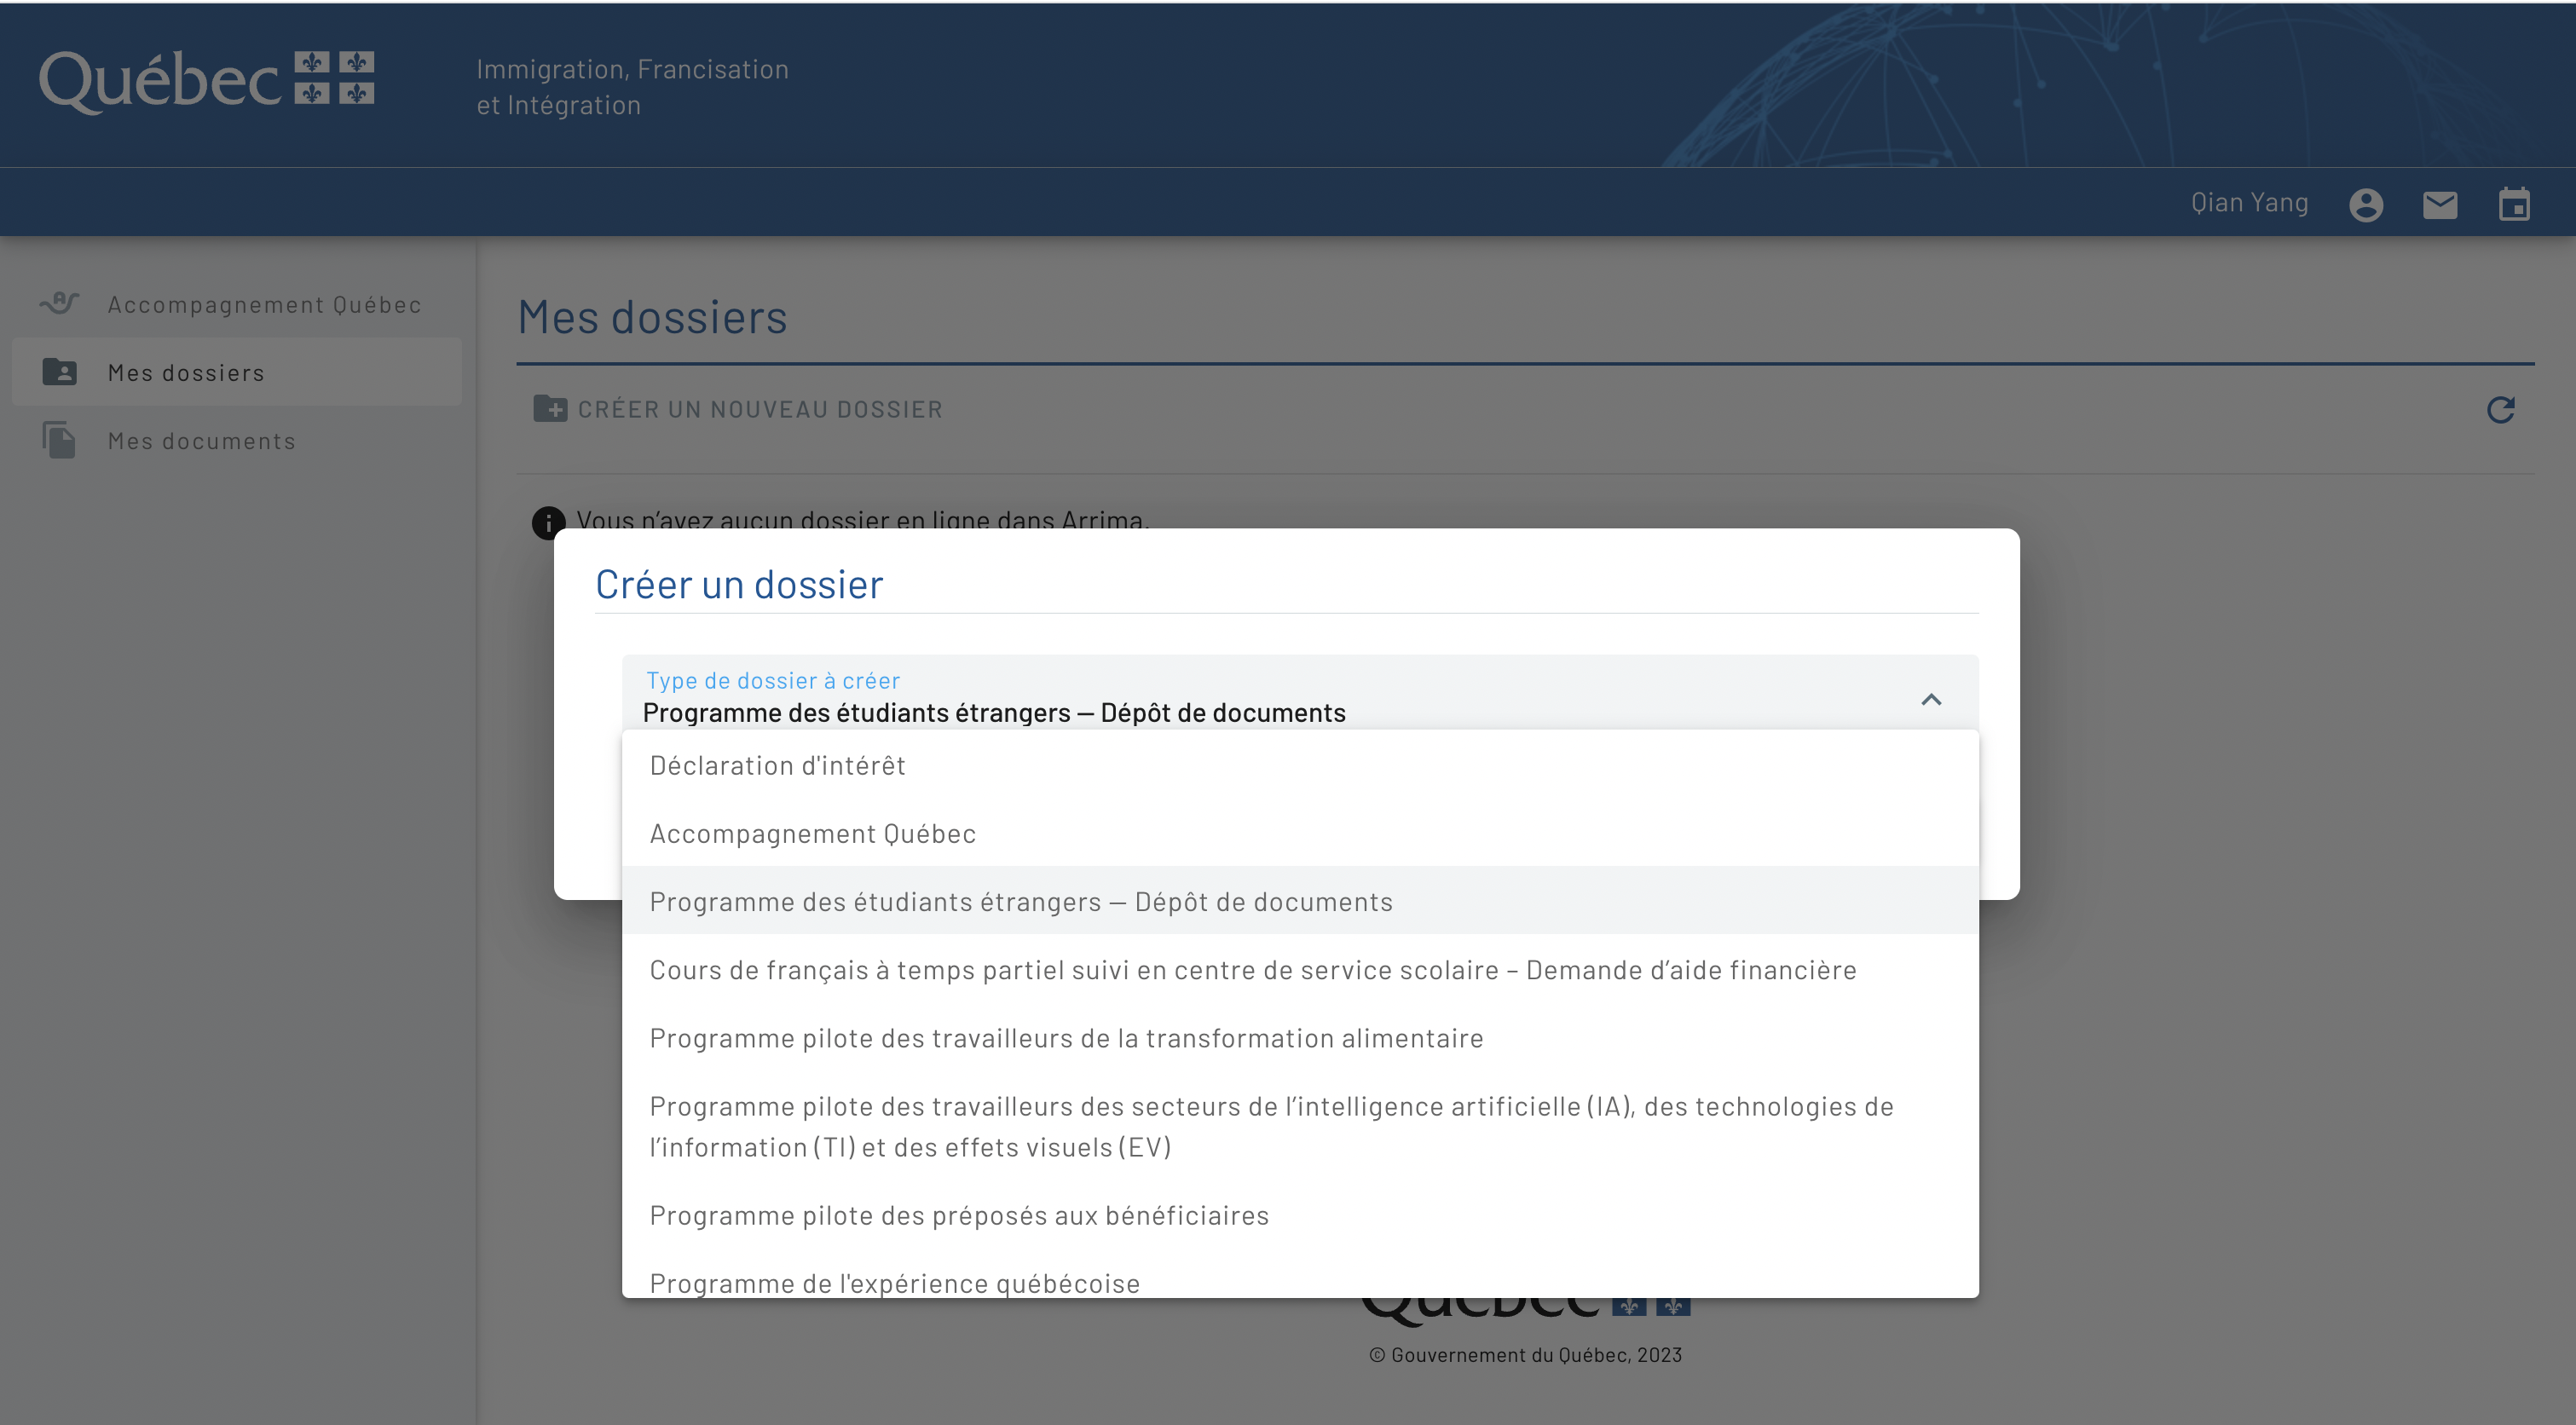 Québec
Immigration, Francisation
et Intégration
Qian Yang
Accompagnement Québec
Mes dossiers
Mes documents
Mes dossiers
CRÉER UN NOUVEAU DOSSIER
Vous n’avez aucun dossier en ligne dans Arrima.
Créer un dossier
Type de dossier à créer
Programme des étudiants étrangers — Dépôt de documents
Déclaration d'intérêt
Accompagnement Québec
Programme des étudiants étrangers — Dépôt de documents
Cours de français à temps partiel suivi en centre de service scolaire – Demande d’aide financière
Programme pilote des travailleurs de la transformation alimentaire
Programme pilote des travailleurs des secteurs de l’intelligence artificielle (IA), des technologies de
l’information (TI) et des effets visuels (EV)
Programme pilote des préposés aux bénéficiaires
Programme de l'expérience québécoise
Québec
© Gouvernement du Québec, 2023